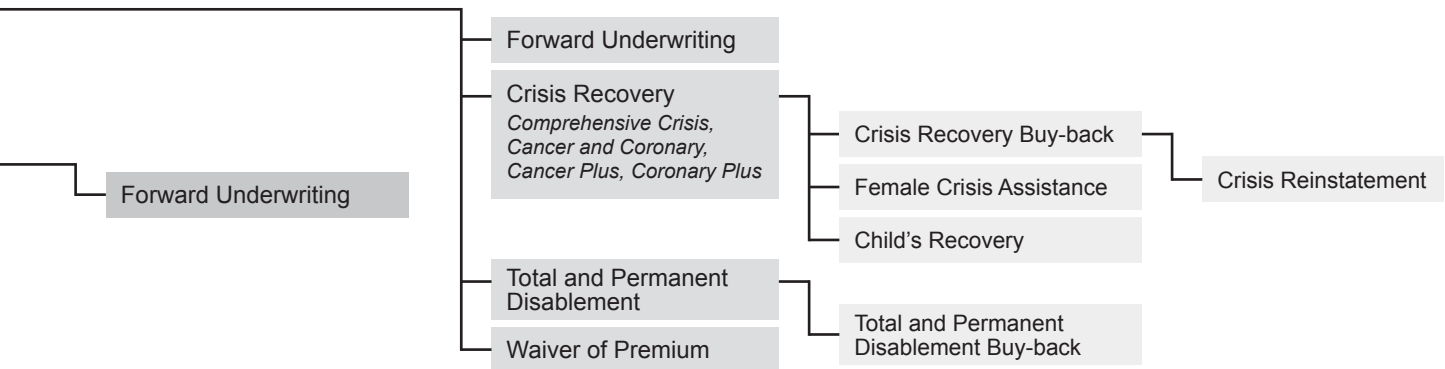 Forward Underwriting
Forward Underwriting
Crisis Recovery
Comprehensive Crisis,
Cancer and Coronary,
Cancer Plus, Coronary Plus
Crisis Recovery Buy-back
Female Crisis Assistance
Child's Recovery
Crisis Reinstatement
Total and Permanent
Disablement
Total and Permanent
Disablement Buy-back
Waiver of Premium